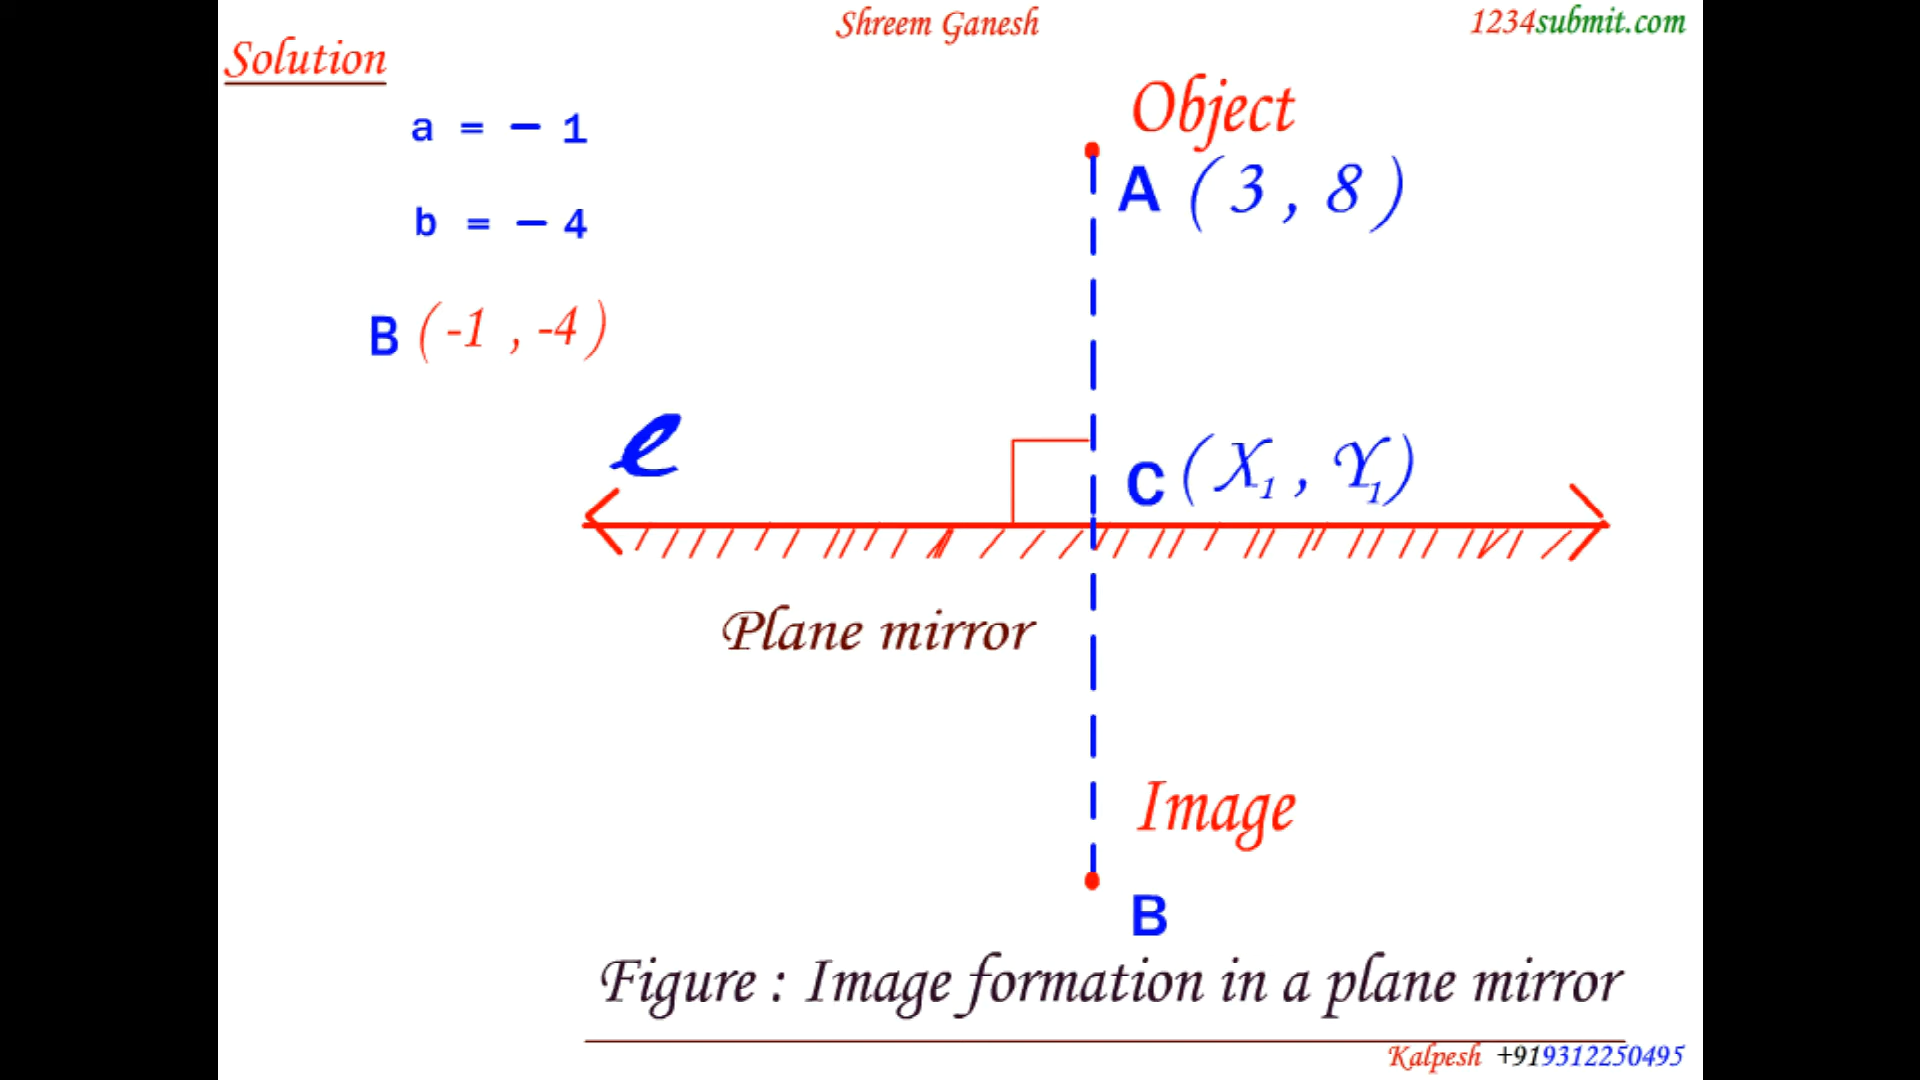 Shreem Ganesh
1234submit.com
Solution
a = – 1
b = – 4
B (-1 , -4)
Object
A ( 3 , 8 )
l
C (X₁ , Y₁)
Plane mirror
Image
B
Figure : Image formation in a plane mirror
Kalpesh +919312250495